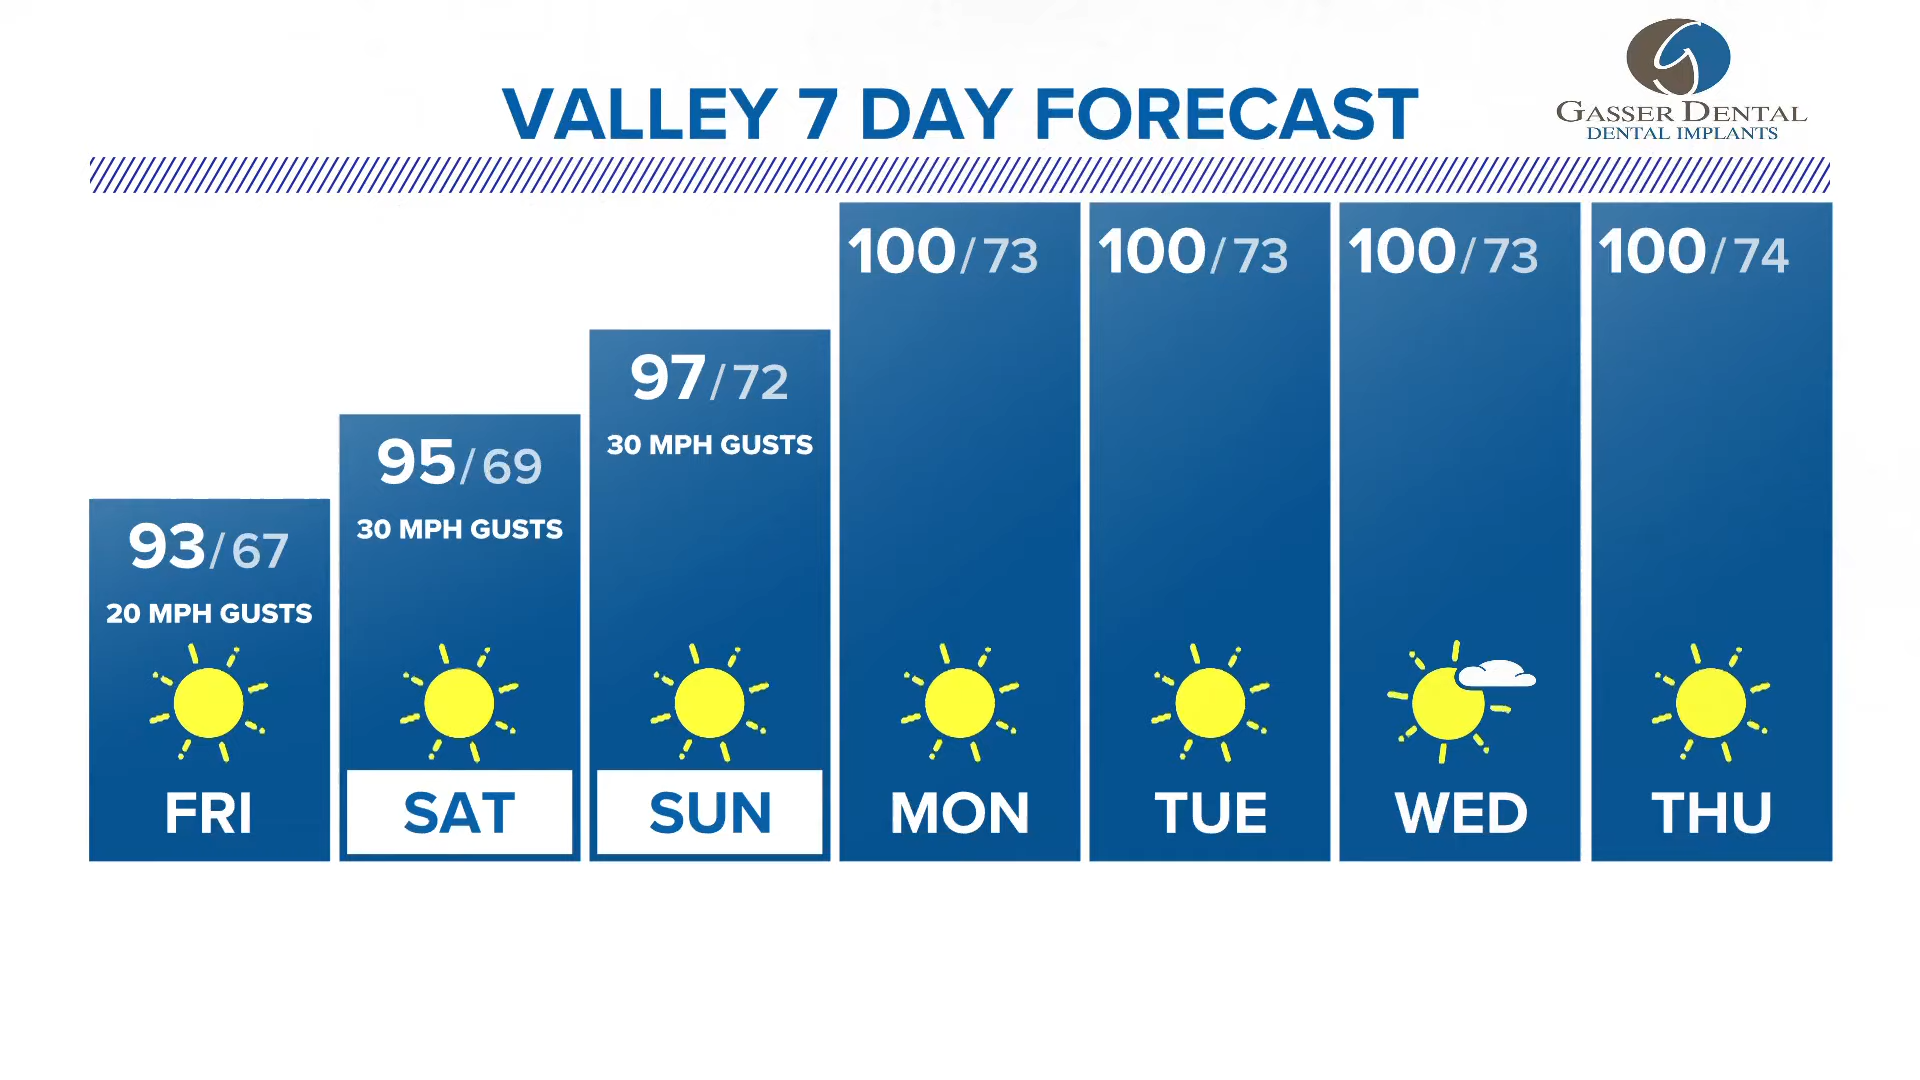 VALLEY 7 DAY FORECAST
GASSER DENTAL
DENTAL IMPLANTS
93/67
20 MPH GUSTS
FRI
95/69
30 MPH GUSTS
SAT
97/72
30 MPH GUSTS
SUN
100/73
MON
100/73
TUE
100/73
WED
100/74
THU